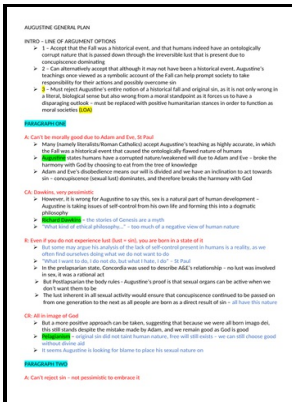 AUGUSTINE GENERAL PLAN
INTRO – LINE OF ARGUMENT OPTIONS
➢ 1 – Accept that the Fall was a historical event, and that humans indeed have an ontologically
corrupt nature that is passed down through the irreversible lust that is present due to
concupiscence dominating
➢ 2 - Can alternatively accept that although it may not have been a historical event, Augustine's
teachings once viewed as a symbolic account of the Fall can help prompt society to take
responsibility for their actions and possibly overcome sin
➢ 3 – Must reject Augustine's entire notion of a historical Fall and original sin, as it is not only wrong in
a literal, biological sense but also wrong from a moral standpoint as it forces us to have a
disparaging outlook – must be replaced with positive humanitarian stances in order to function as
moral societies (LOA)
PARAGRAPH ONE
A: Can't be morally good due to Adam and Eve, St Paul
➢ Many (namely literalists/Roman Catholics) accept Augustine's teaching as highly accurate, in which
the Fall was a historical event that caused the ontologically flawed nature of humans
➢ Augustine states humans have a corrupted nature/weakened will due to Adam and Eve – broke the
harmony with God by choosing to eat from the tree of knowledge
➢ Adam and Eve's disobedience means our will is divided and we have an inclination to act towards
sin – concupiscence (sexual lust) dominates, and therefore breaks the harmony with God
CA: Dawkins, very pessimistic
➢ However, it is wrong for Augustine to say this, sex is a natural part of human development –
Augustine is taking issues of self-control from his own life and forming this into a dogmatic
philosophy
➢ Richard Dawkins – the stories of Genesis are a myth
➢ "What kind of ethical philosophy…" – too much of a negative view of human nature
R: Even if you do not experience lust (lust = sin), you are born in a state of it
➢ But some may argue his analysis of the lack of self-control present in humans is a reality, as we
often find ourselves doing what we do not want to do
➢ "What I want to do, I do not do, but what I hate, I do" – St Paul
➢ In the prelapsarian state, Concordia was used to describe A&E's relationship – no lust was involved
in sex, it was a rational act
➢ But Postlapsarian the body rules – Augustine's proof is that sexual organs can be active when we
don't want them to be
➢ The lust inherent in all sexual activity would ensure that concupiscence continued to be passed on
from one generation to the next as all people are born as a direct result of sin – all have this nature
CR: All in image of God
➢ But a more positive approach can be taken, suggesting that because we were all born imago dei,
this still stands despite the mistake made by Adam, and we remain good as God is good
➢ Pelagianism – original sin did not taint human nature, free will still exists – we can still choose good
without divine aid
➢ It seems Augustine is looking for blame to place his sexual nature on
PARAGRAPH TWO
A: Can't reject sin – not pessimistic to embrace it